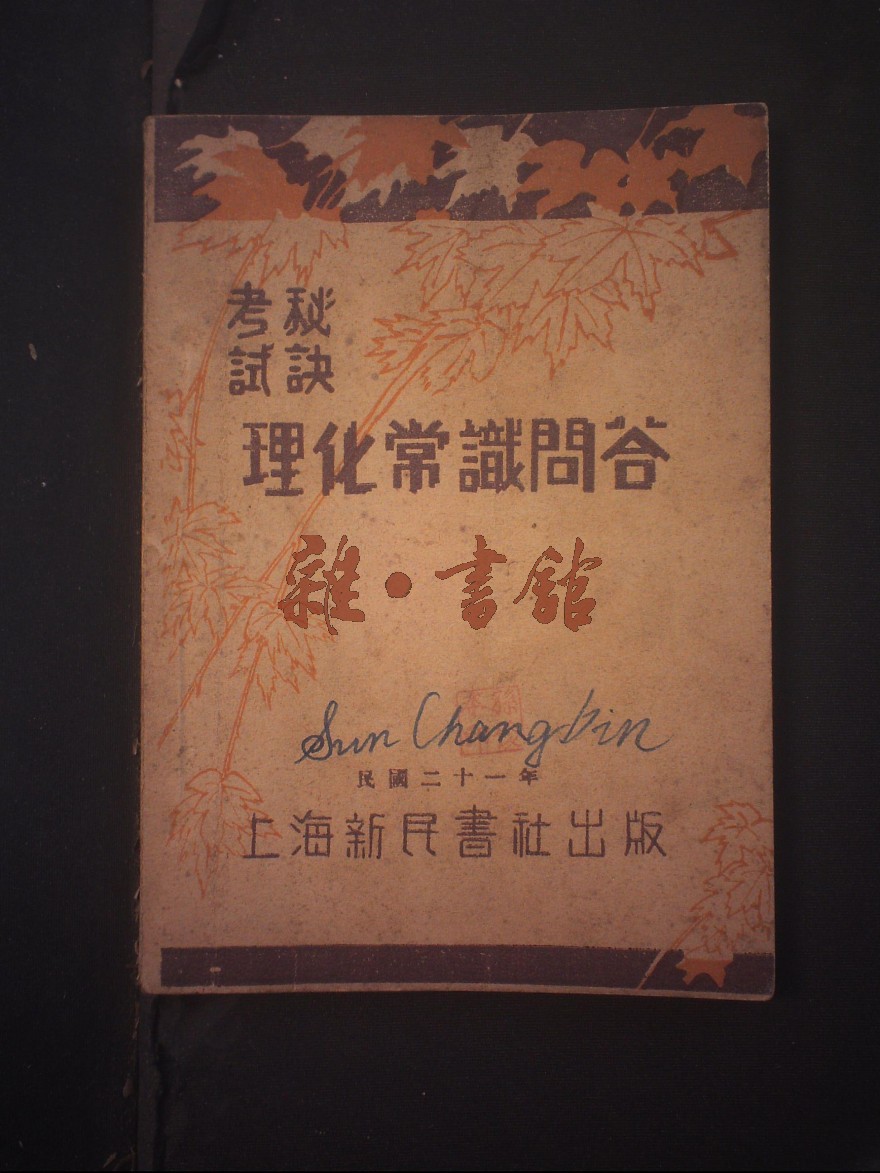 考試秘訣
理化常識問答
雜·書館
Sun Changbin
民國二十一年
上海新民書社出版